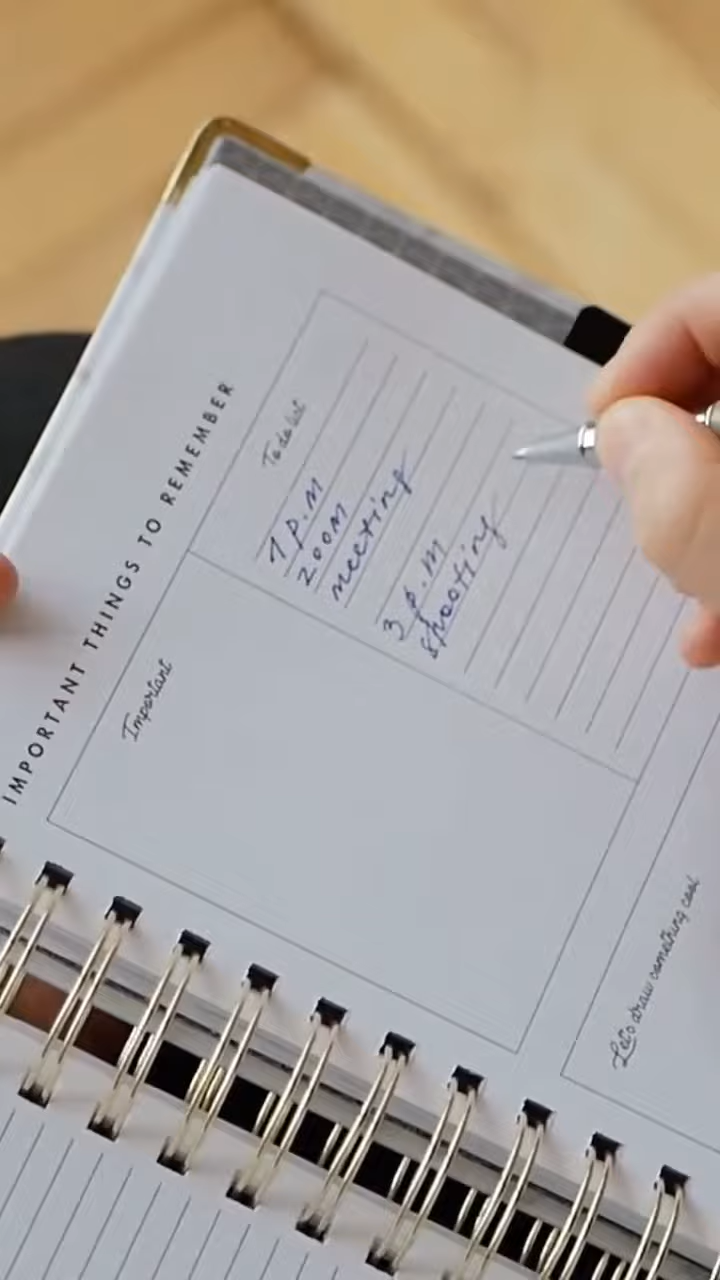 IMPORTANT THINGS TO REMEMBER
To do list
1 p.m
zoom
meeting
3 p.m
shooting
Important
Let's draw something cool